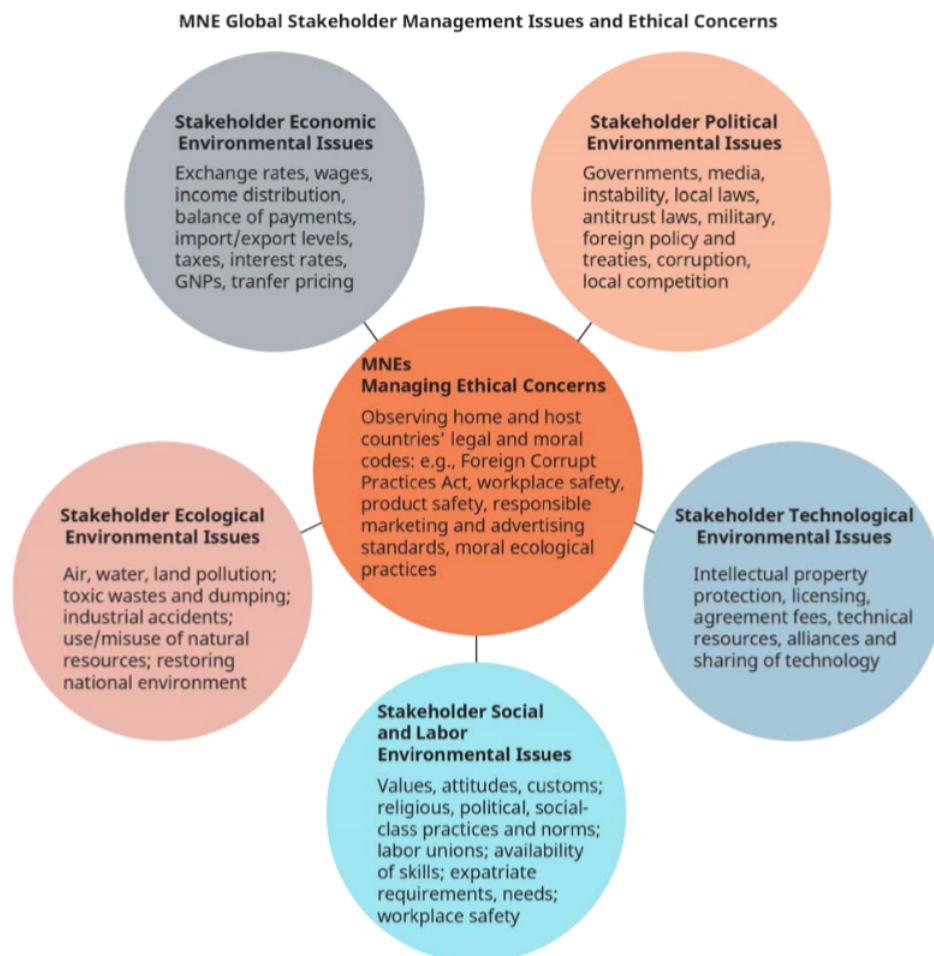 MNE Global Stakeholder Management Issues and Ethical Concerns
Stakeholder Economic
Environmental Issues
Exchange rates, wages,
income distribution,
balance of payments,
import/export levels,
taxes, interest rates,
GNPs, tranfer pricing
Stakeholder Political
Environmental Issues
Governments, media,
instability, local laws,
antitrust laws, military,
foreign policy and
treaties, corruption,
local competition
MNEs
Managing Ethical Concerns
Observing home and host
countries' legal and moral
codes: e.g., Foreign Corrupt
Practices Act, workplace safety,
product safety, responsible
marketing and advertising
standards, moral ecological
practices
Stakeholder Ecological
Environmental Issues
Air, water, land pollution;
toxic wastes and dumping;
industrial accidents;
use/misuse of natural
resources; restoring
national environment
Stakeholder Technological
Environmental Issues
Intellectual property
protection, licensing,
agreement fees, technical
resources, alliances and
sharing of technology
Stakeholder Social
and Labor
Environmental Issues
Values, attitudes, customs;
religious, political, social-
class practices and norms;
labor unions; availability
of skills; expatriate
requirements, needs;
workplace safety